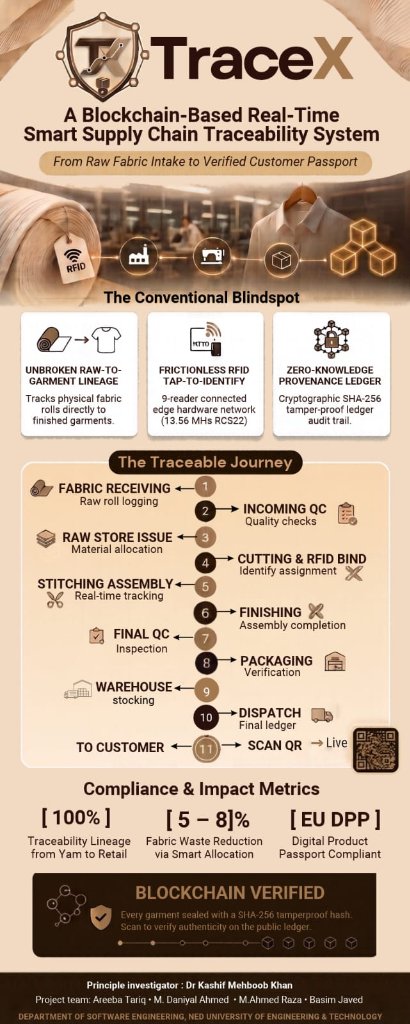 TX
TraceX
A Blockchain-Based Real-Time
Smart Supply Chain Traceability System
From Raw Fabric Intake to Verified Customer Passport
RFID
The Conventional Blindspot
UNBROKEN RAW-TO-
GARMENT LINEAGE
Tracks physical fabric
rolls directly to
finished garments.
FRICTIONLESS RFID
TAP-TO-IDENTIFY
9-reader connected
edge hardware network
(13.56 MHs RCS22)
ZERO-KNOWLEDGE
PROVENANCE LEDGER
Cryptographic SHA-256
tamper-proof ledger
audit trail.
The Traceable Journey
FABRIC RECEIVING
Raw roll logging
1
2
INCOMING QC
Quality checks
RAW STORE ISSUE
Material allocation
3
4
CUTTING & RFID BIND
Identify assignment
STITCHING ASSEMBLY
Real-time tracking
5
6
FINISHING
Assembly completion
FINAL QC
Inspection
7
8
PACKAGING
Verification
WAREHOUSE
stocking
9
10
DISPATCH
Final ledger
TO CUSTOMER
11
SCAN QR → Live
Compliance & Impact Metrics
[ 100% ]
Traceability Lineage
from Yam to Retail
[ 5 – 8]%
Fabric Waste Reduction
via Smart Allocation
[ EU DPP ]
Digital Product
Passport Compliant
BLOCKCHAIN VERIFIED
Every garment sealed with a SHA-256 tamperproof hash.
Scan to verify authenticity on the public ledger.
Principle investigator : Dr Kashif Mehboob Khan
Project team: Areeba Tariq • M. Daniyal Ahmed • M.Ahmed Raza • Basim Javed
DEPARTMENT OF SOFTWARE ENGINEERING, NED UNIVERSITY OF ENGINEERING & TECHNOLOGY